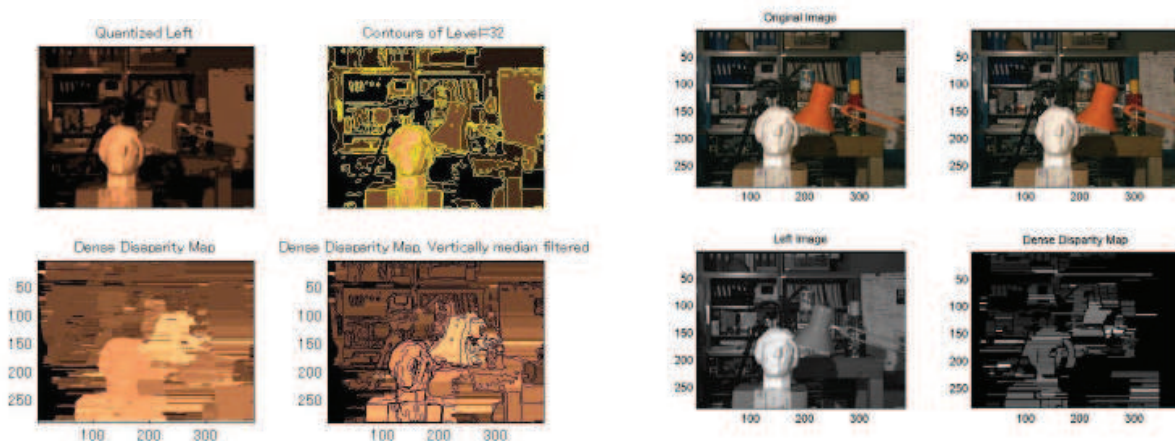 Quantized Left
Contours of Level=32
Dense Disparity Map
50
100
150
200
250
100 200 300
Dense Disparity Map, Vertically median filtered
50
100
150
200
250
100 200 300
Original Image
50
100
150
200
250
100 200 300
50
100
150
200
250
100 200 300
Left Image
50
100
150
200
250
100 200 300
Dense Disparity Map
50
100
150
200
250
100 200 300